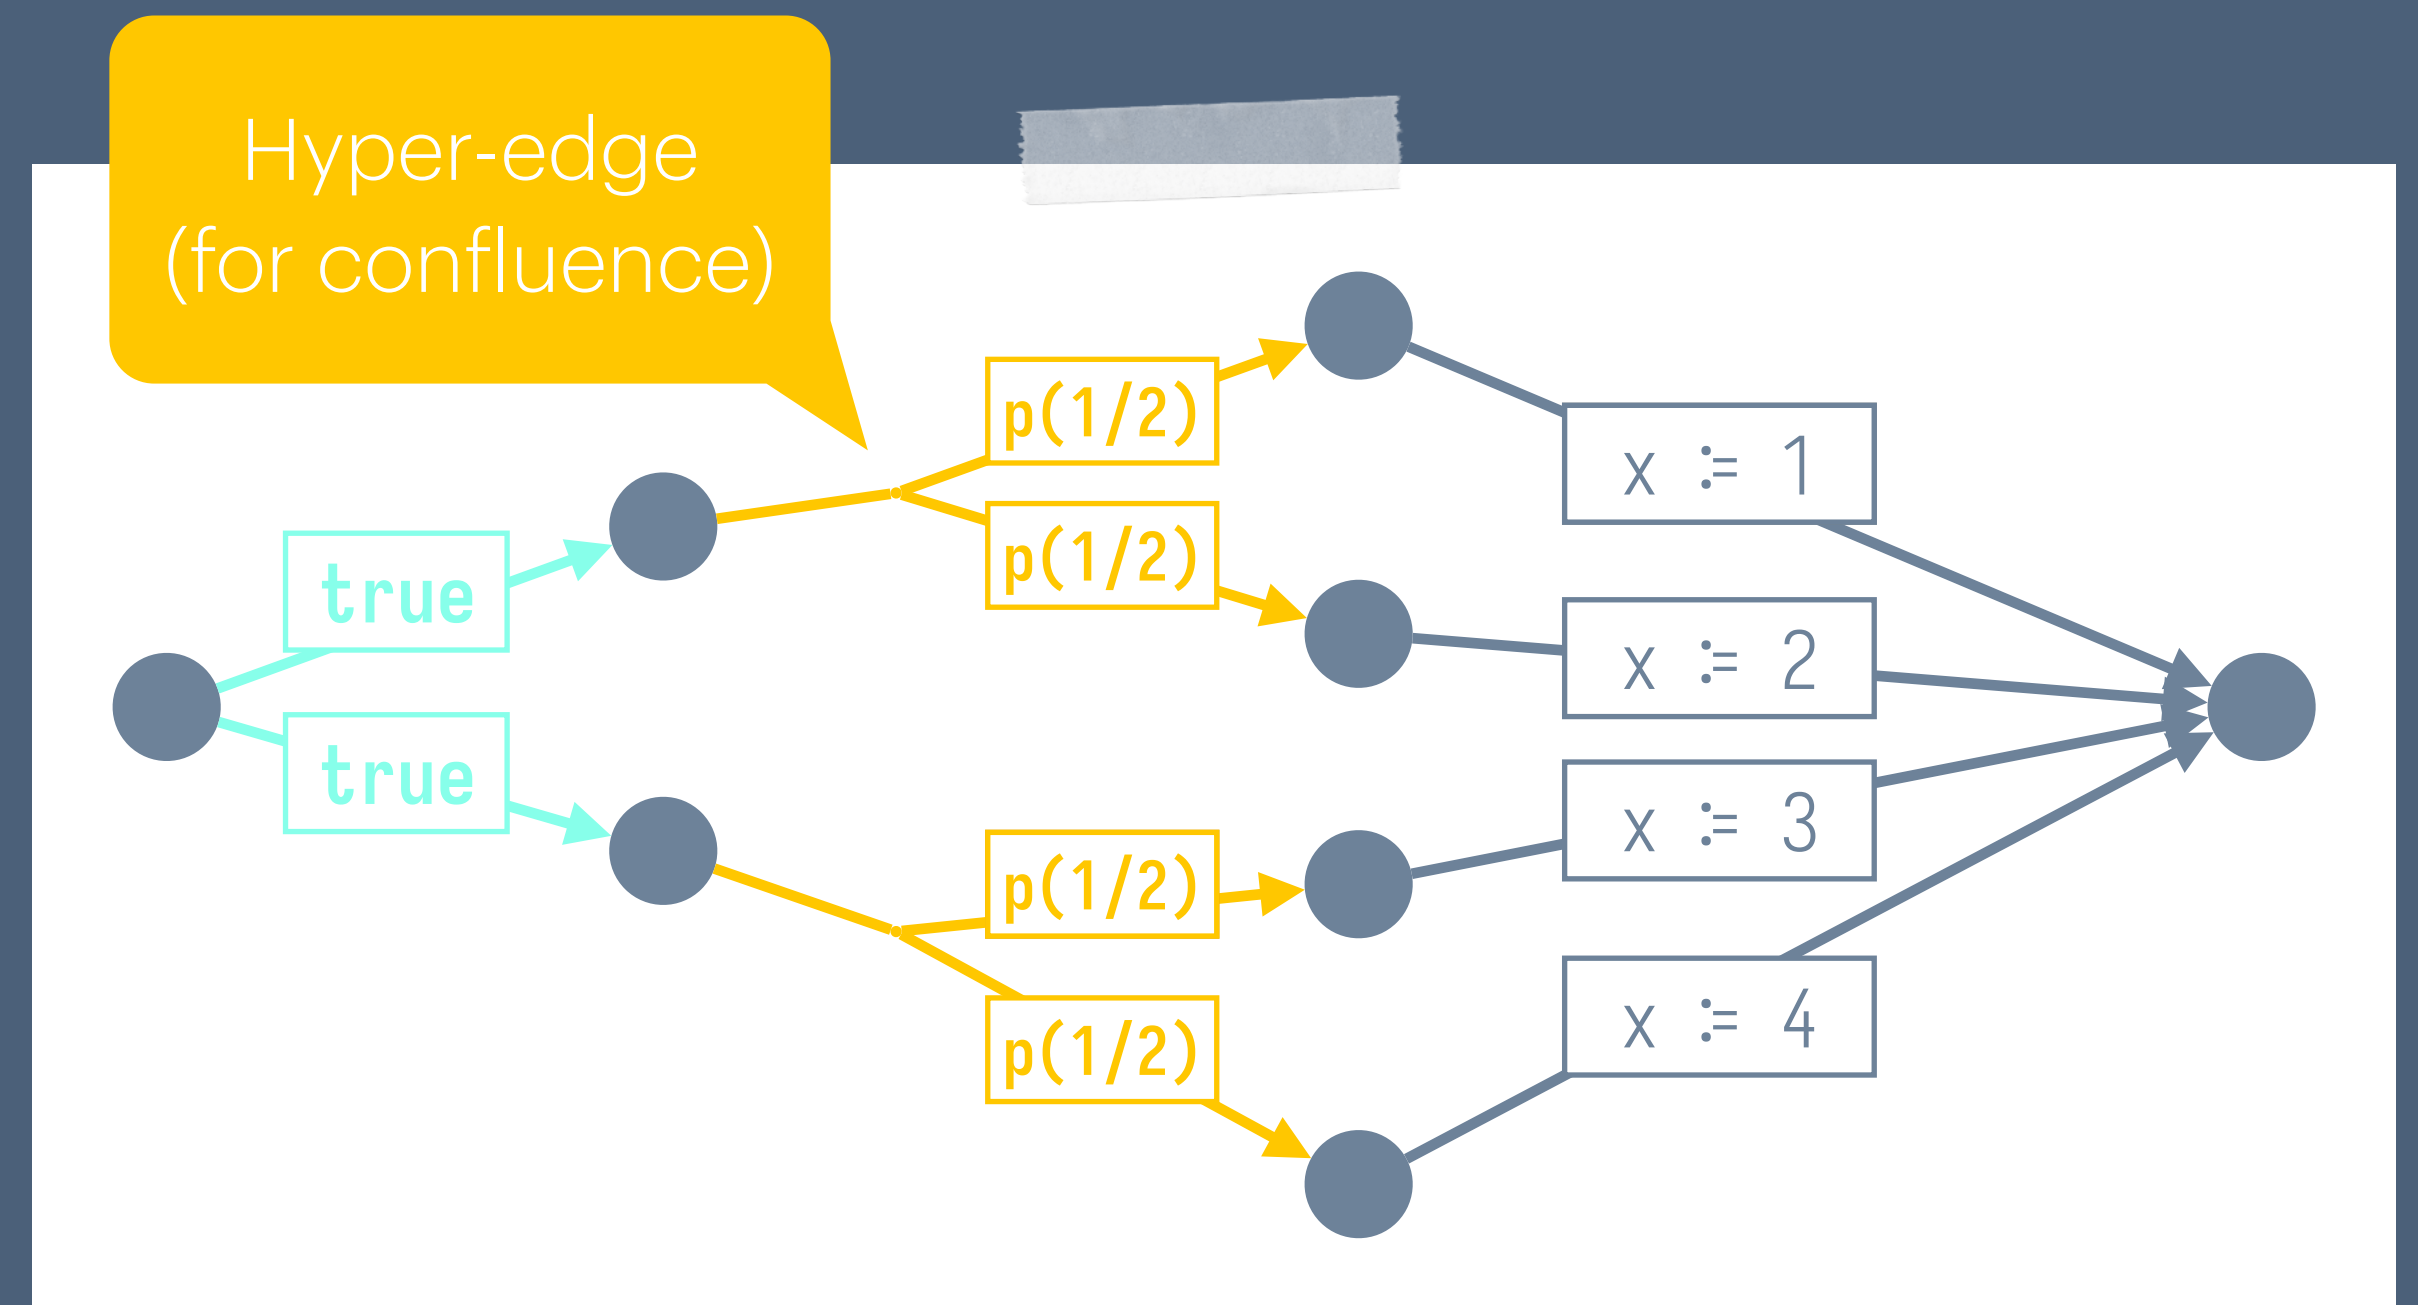 Hyper-edge
(for confluence)
p(1/2)
x := 1
p(1/2)
true
x := 2
true
x := 3
p(1/2)
x := 4
p(1/2)